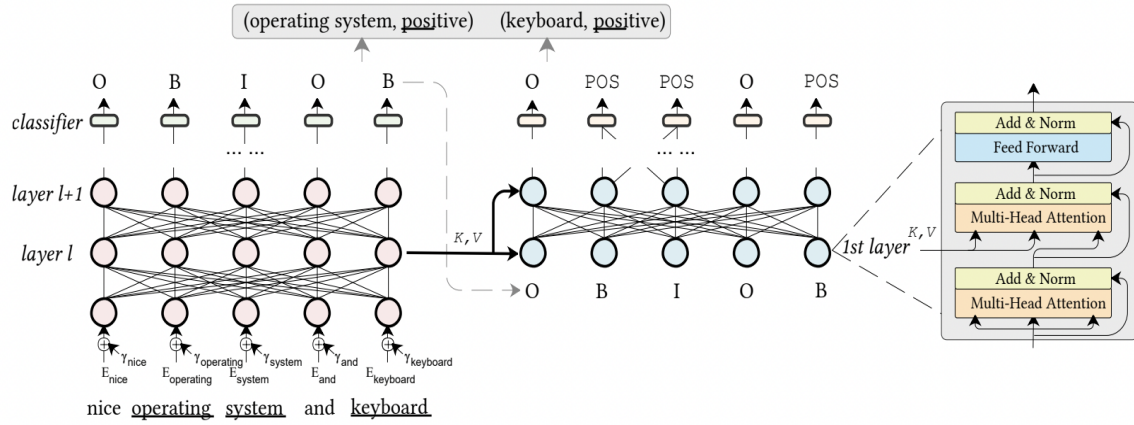 (operating system, positive) (keyboard, positive)
O B I O B O POS POS O POS
classifier
... ... ... ...
layer l+1
layer l
K,V
1st layer K,V
O B I O B
Add & Norm
Feed Forward
Add & Norm
Multi-Head Attention
Add & Norm
Multi-Head Attention
γnice γoperating γsystem γand γkeyboard
Enice Eoperating Esystem Eand Ekeyboard
nice operating system and keyboard